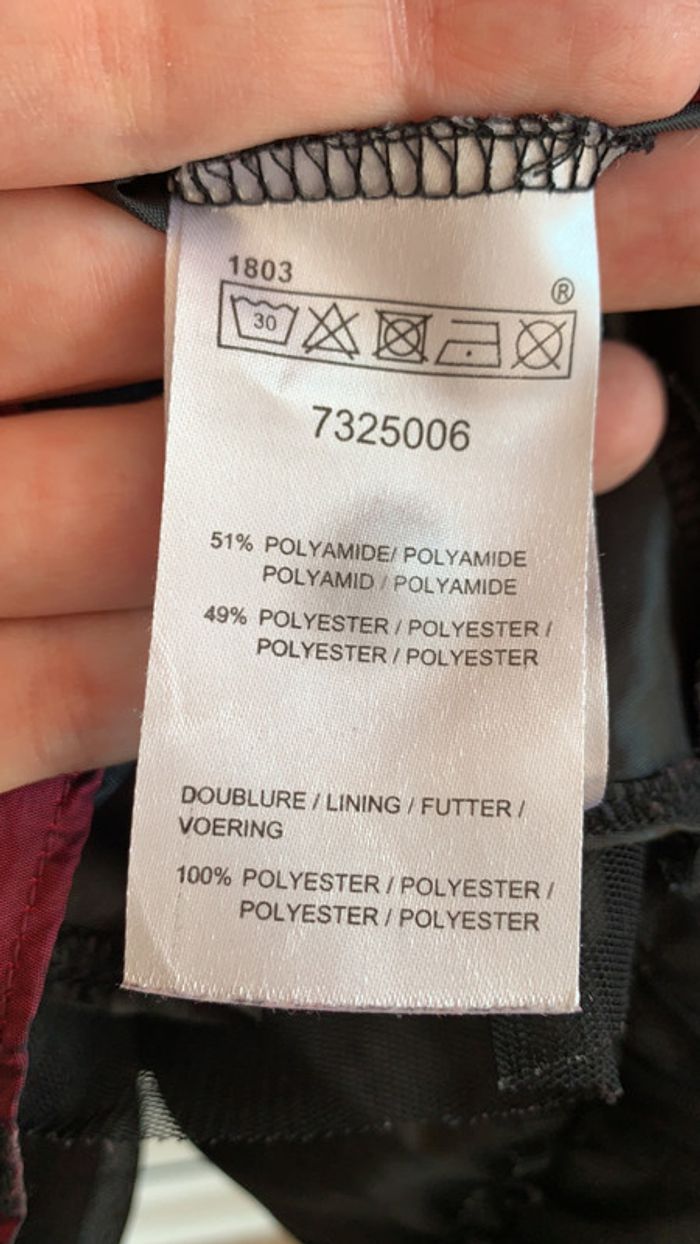 1803
®
30
7325006
51% POLYAMIDE/ POLYAMIDE
POLYAMID / POLYAMIDE
49% POLYESTER / POLYESTER /
POLYESTER / POLYESTER
DOUBLURE / LINING / FUTTER /
VOERING
100% POLYESTER / POLYESTER /
POLYESTER / POLYESTER